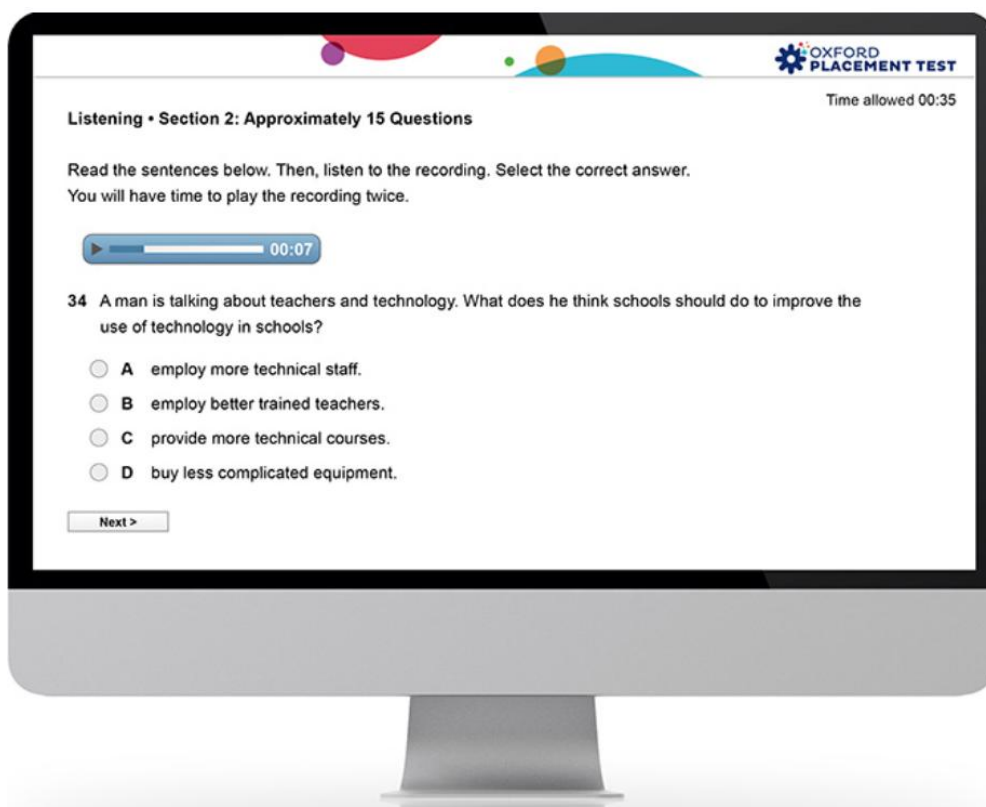 OXFORD
PLACEMENT TEST
Time allowed 00:35
Listening • Section 2: Approximately 15 Questions
Read the sentences below. Then, listen to the recording. Select the correct answer.
You will have time to play the recording twice.
00:07
34 A man is talking about teachers and technology. What does he think schools should do to improve the
use of technology in schools?
A employ more technical staff.
B employ better trained teachers.
C provide more technical courses.
D buy less complicated equipment.
Next >